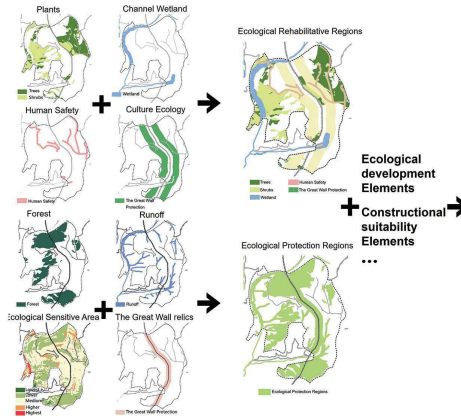 Plants
Channel Wetland
Trees
Shrubs
Wetland
Human Safety
Culture Ecology
Human Safety
The Great Wall
Protection
Ecological Rehabilitative Regions
Trees
Shrubs
Wetland
Human Safety
The Great Wall Protection
Forest
Runoff
Forest
Runoff
Ecological Sensitive Area
The Great Wall relics
Lowest
Lower
Medium
Higher
Highest
The Great Wall Protection
Ecological Protection Regions
Ecological Protection Regions
Ecological
development
Elements
Constructional
suitability
Elements
...